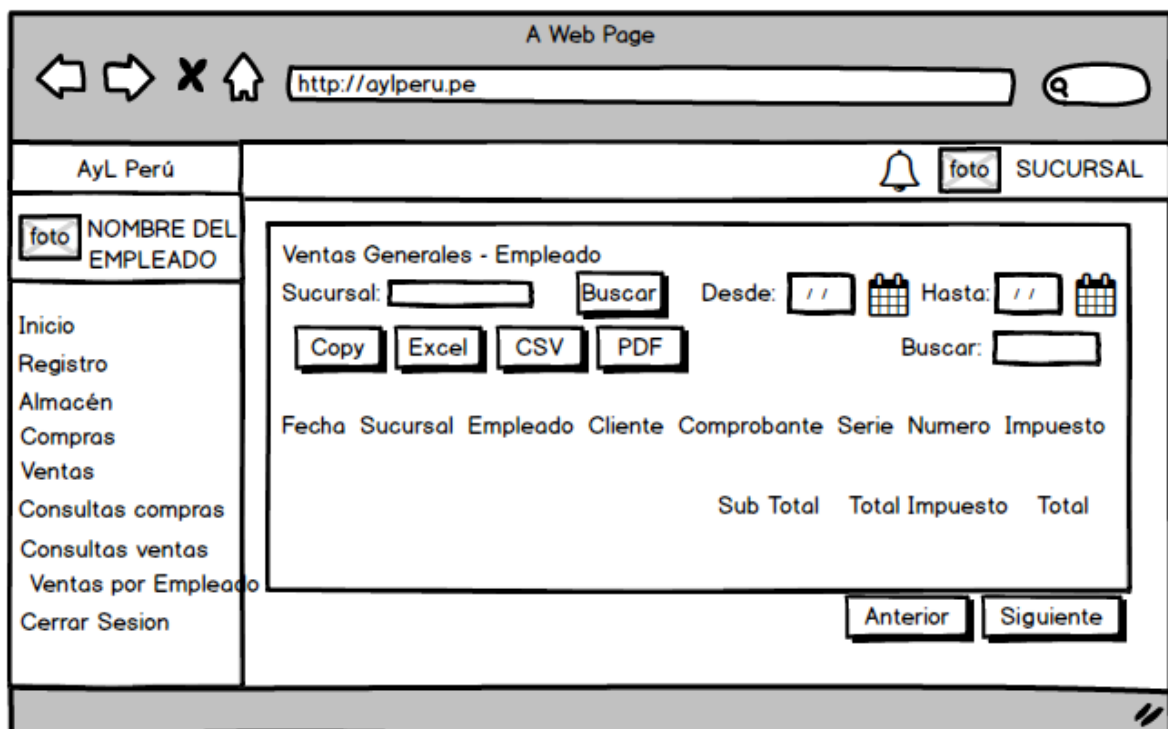 A Web Page
http://aylperu.pe
AyL Perú
foto SUCURSAL
foto NOMBRE DEL
EMPLEADO
Inicio
Registro
Almacén
Compras
Ventas
Consultas compras
Consultas ventas
Ventas por Empleado
Cerrar Sesion
Ventas Generales - Empleado
Sucursal: Buscar Desde: / / Hasta: / /
Copy Excel CSV PDF Buscar:
Fecha Sucursal Empleado Cliente Comprobante Serie Numero Impuesto
Sub Total Total Impuesto Total
Anterior Siguiente